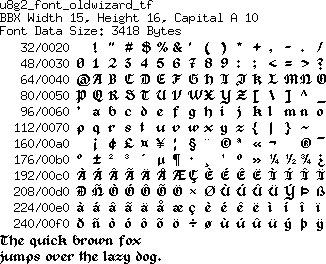 u8g2_font_oldwizard_tf
BBX Width 15, Height 16, Capital A 10
Font Data Size: 3418 Bytes
32/0020 ! " # $ % & ' ( ) * + , - . /
48/0030 0 1 2 3 4 5 6 7 8 9 : ; < = > ?
64/0040 @ A B C D E F G H I J K L M N O
80/0050 P Q R S T U V W X Y Z [ \ ] ^ _
96/0060 ` a b c d e f g h i j k l m n o
112/0070 p q r s t u v w x y z { | } ~
160/00a0 ¡ ¢ £ ¤ ¥ ¦ § ¨ © ª « ¬ ® ¯
176/00b0 ° ± ² ³ ´ µ ¶ · ¸ ¹ º » ¼ ½ ¾ ¿
192/00c0 À Á Â Ã Ä Å Æ Ç È É Ê Ë Ì Í Î Ï
208/00d0 Ð Ñ Ò Ó Ô Õ Ö × Ø Ù Ú Û Ü Ý Þ ß
224/00e0 à á â ã ä å æ ç è é ê ë ì í î ï
240/00f0 ð ñ ò ó ô õ ö ÷ ø ù ú û ü ý þ ÿ
The quick brown fox
jumps over the lazy dog.